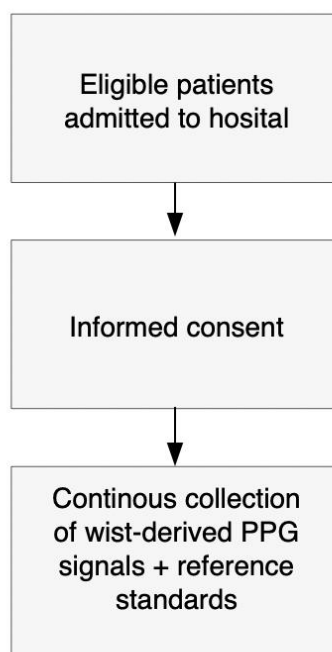 Eligible patients
admitted to hosital
Informed consent
Continous collection
of wist-derived PPG
signals + reference
standards